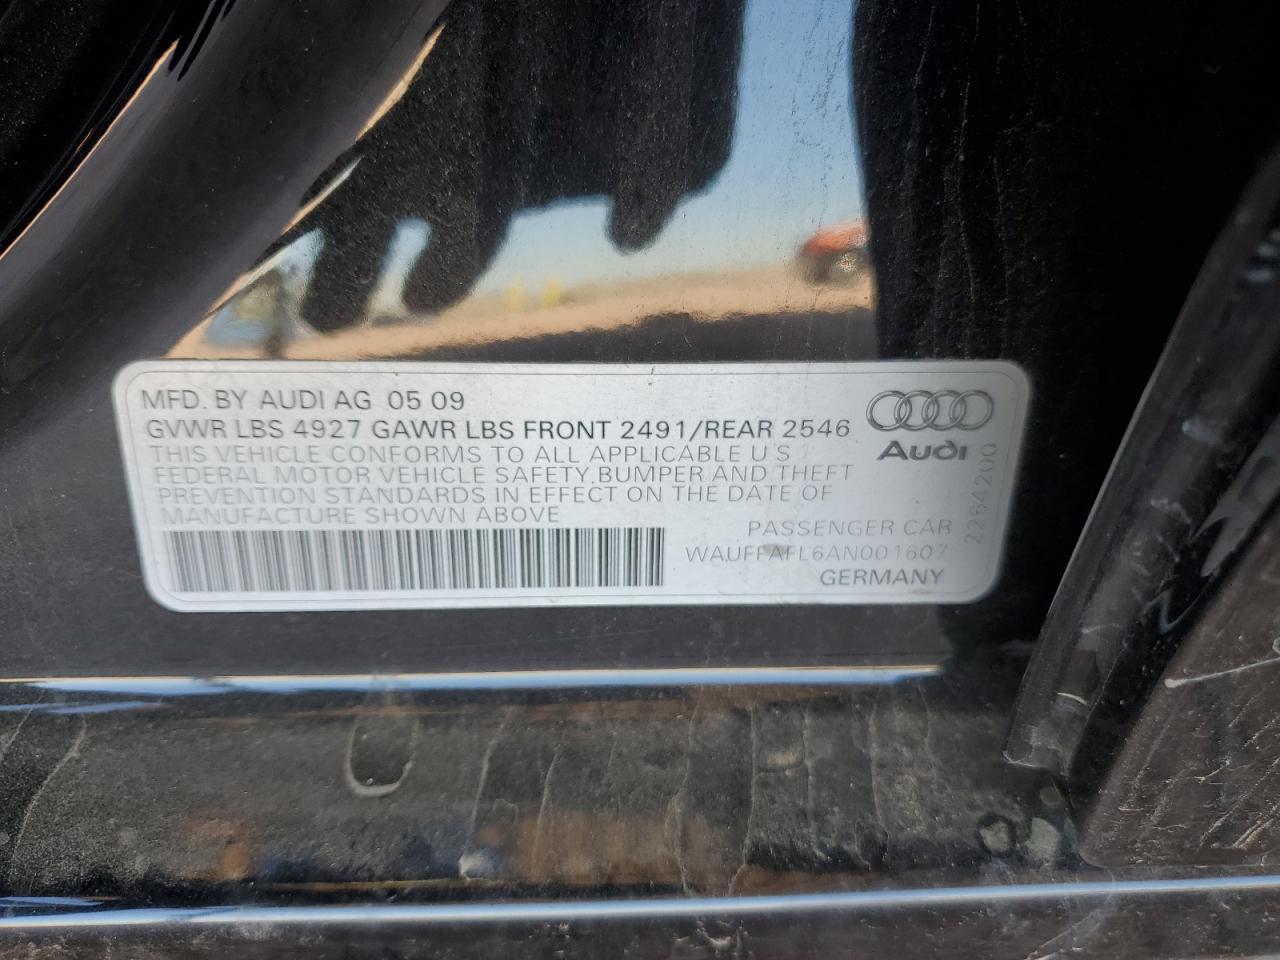 MFD. BY AUDI AG 05 09
GVWR LBS 4927 GAWR LBS FRONT 2491/REAR 2546
THIS VEHICLE CONFORMS TO ALL APPLICABLE U S
FEDERAL MOTOR VEHICLE SAFETY, BUMPER AND THEFT
PREVENTION STANDARDS IN EFFECT ON THE DATE OF
MANUFACTURE SHOWN ABOVE
Audi
PASSENGER CAR
WAUFFAFL6AN001607
GERMANY
2254200